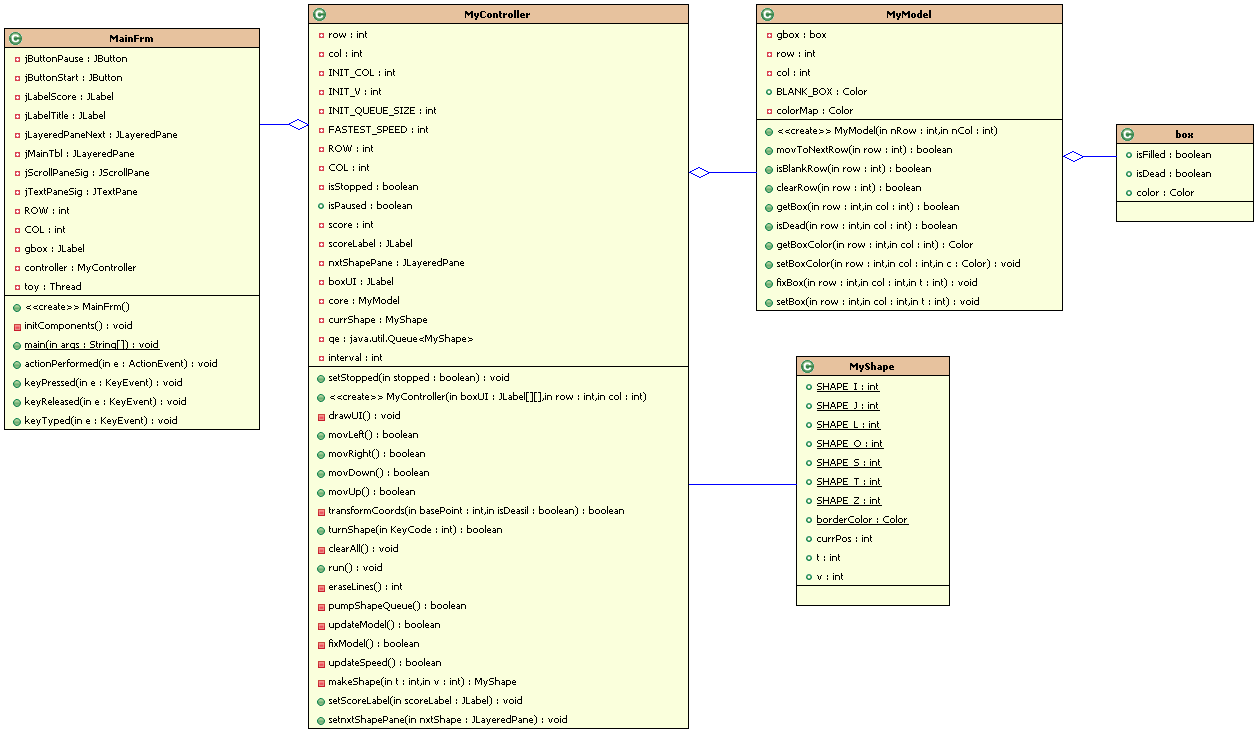 MainFrm
jButtonPause : JButton
jButtonStart : JButton
jLabelScore : JLabel
jLabelTitle : JLabel
jLayeredPaneNext : JLayeredPane
jMainTbl : JLayeredPane
jScrollPaneSig : JScrollPane
jTextPaneSig : JTextPane
ROW : int
COL : int
gbox : JLabel
controller : MyController
toy : Thread
<<create>> MainFrm()
initComponents() : void
main(in args : String[]) : void
actionPerformed(in e : ActionEvent) : void
keyPressed(in e : KeyEvent) : void
keyReleased(in e : KeyEvent) : void
keyTyped(in e : KeyEvent) : void
MyController
row : int
col : int
INIT_COL : int
INIT_V : int
INIT_QUEUE_SIZE : int
FASTEST_SPEED : int
ROW : int
COL : int
isStopped : boolean
isPaused : boolean
score : int
scoreLabel : JLabel
nxtShapePane : JLayeredPane
boxUI : JLabel
core : MyModel
currShape : MyShape
qe : java.util.Queue<MyShape>
interval : int
setStopped(in stopped : boolean) : void
<<create>> MyController(in boxUI : JLabel[][],in row : int,in col : int)
drawUI() : void
movLeft() : boolean
movRight() : boolean
movDown() : boolean
movUp() : boolean
transformCoords(in basePoint : int,in isDeasil : boolean) : boolean
turnShape(in KeyCode : int) : boolean
clearAll() : void
run() : void
eraseLines() : int
pumpShapeQueue() : boolean
updateModel() : boolean
fixModel() : boolean
updateSpeed() : boolean
makeShape(in t : int,in v : int) : MyShape
setScoreLabel(in scoreLabel : JLabel) : void
setnxtShapePane(in nxtShape : JLayeredPane) : void
MyModel
gbox : box
row : int
col : int
BLANK_BOX : Color
colorMap : Color
<<create>> MyModel(in nRow : int,in nCol : int)
movToNextRow(in row : int) : boolean
isBlankRow(in row : int) : boolean
clearRow(in row : int) : boolean
getBox(in row : int,in col : int) : boolean
isDead(in row : int,in col : int) : boolean
getBoxColor(in row : int,in col : int) : Color
setBoxColor(in row : int,in col : int,in c : Color) : void
fixBox(in row : int,in col : int,in t : int) : void
setBox(in row : int,in col : int,in t : int) : void
box
isFilled : boolean
isDead : boolean
color : Color
MyShape
SHAPE_I : int
SHAPE_J : int
SHAPE_L : int
SHAPE_O : int
SHAPE_S : int
SHAPE_T : int
SHAPE_Z : int
borderColor : Color
currPos : int
t : int
v : int